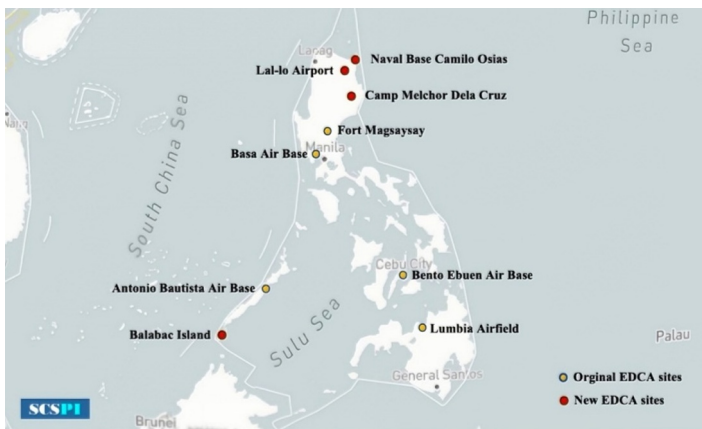 Philippine
Sea
Laoag
Naval Base Camilo Osias
Lal-lo Airport
Camp Melchor Dela Cruz
Fort Magsaysay
Basa Air Base
Manila
South China Sea
Cebu City
Bento Ebuen Air Base
Antonio Bautista Air Base
Lumbia Airfield
Balabac Island
Sulu Sea
Palau
General Santos
Orginal EDCA sites
New EDCA sites
SCSPI
Brunei